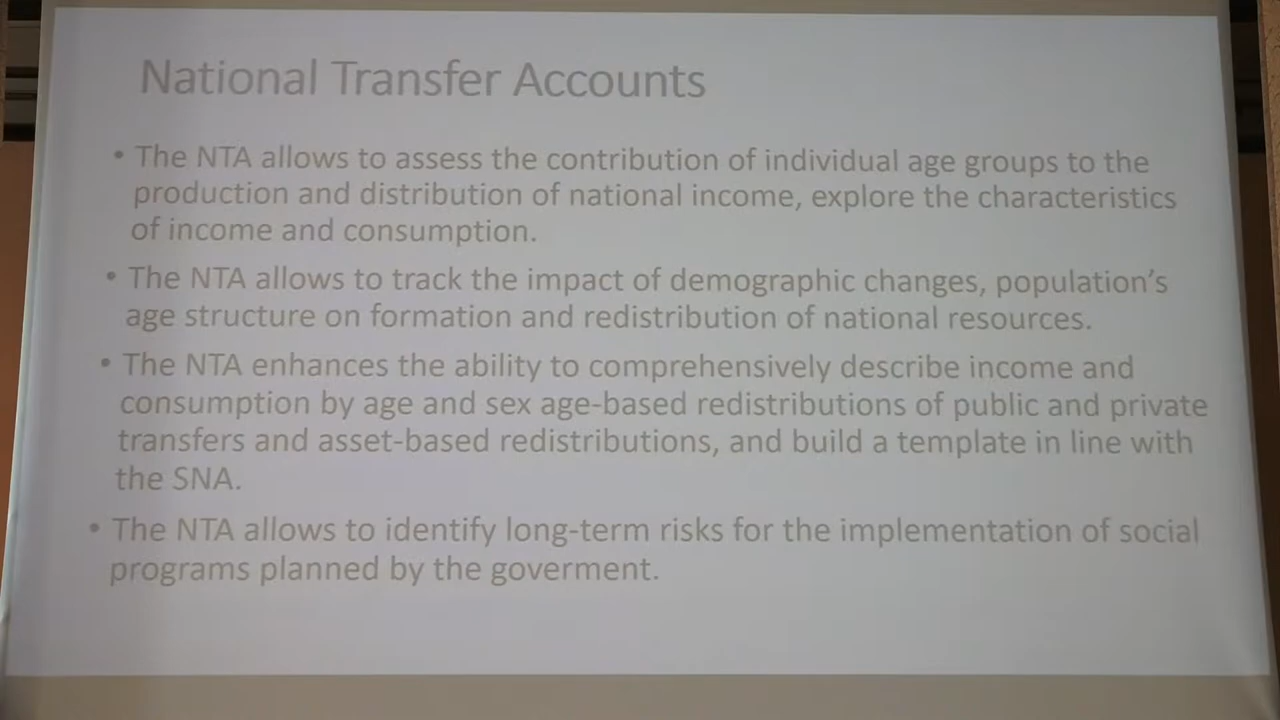 National Transfer Accounts
• The NTA allows to assess the contribution of individual age groups to the
production and distribution of national income, explore the characteristics
of income and consumption.
• The NTA allows to track the impact of demographic changes, population’s
age structure on formation and redistribution of national resources.
• The NTA enhances the ability to comprehensively describe income and
consumption by age and sex age-based redistributions of public and private
transfers and asset-based redistributions, and build a template in line with
the SNA.
• The NTA allows to identify long-term risks for the implementation of social
programs planned by the goverment.